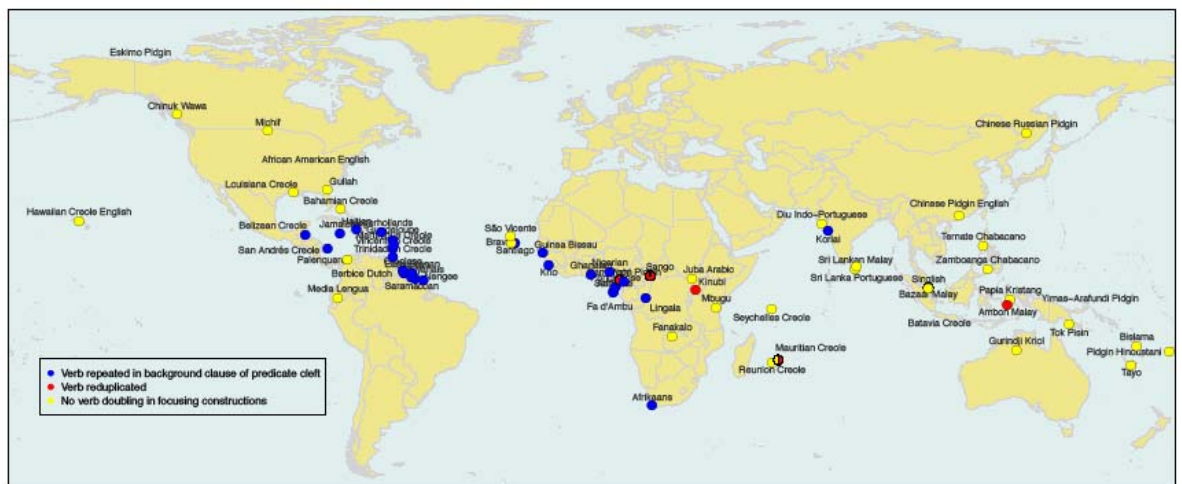 Eskimo Pidgin
Chinuk Wawa
Michif
Chinese Russian Pidgin
African American English
Louisiana Creole
Gullah
Bahamian Creole
Hawaiian Creole English
Belizean Creole
San Andrés Creole
Palenquero
Trinidadian Creole
Berbice Dutch
Media Lengua
Saramaccan
São Vicente
Brava
Santiago
Guinea Bissau
Krio
Nigerian
Sango
Fa d'Ambu
Lingala
Juba Arabic
Kinubi
Mbugu
Fanakalo
Afrikaans
Seychelles Creole
Mauritian Creole
Reunion Creole
Diu Indo-Portuguese
Korlai
Sri Lankan Malay
Sri Lanka Portuguese
Chinese Pidgin English
Ternate Chabacano
Zamboanga Chabacano
Singlish
Bazaar Malay
Papia Kristang
Ambon Malay
Batavia Creole
Yimas-Arafundi Pidgin
Tok Pisin
Gurindji Kriol
Bislama
Pidgin Hindustani
Tayo
Verb repeated in background clause of predicate cleft
Verb reduplicated
No verb doubling in focusing constructions